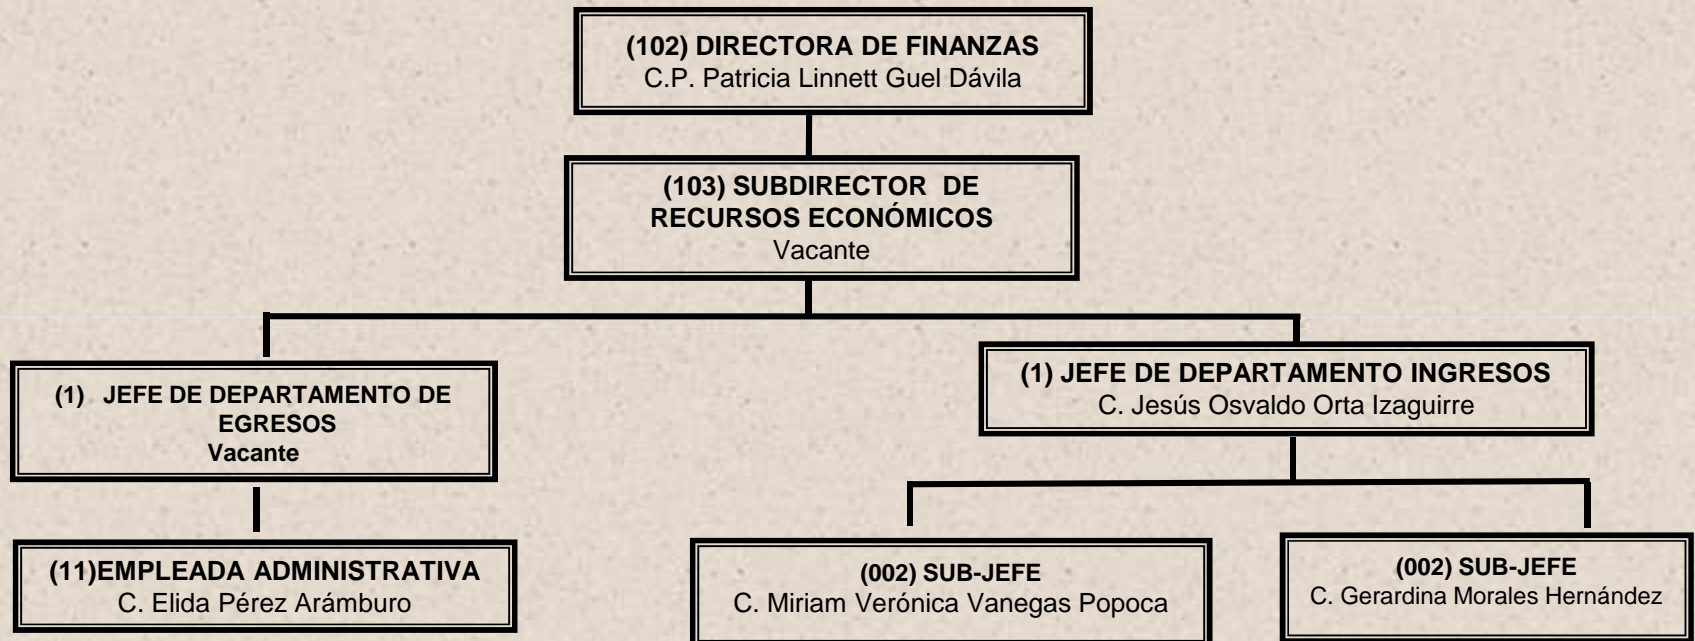 (102) DIRECTORA DE FINANZAS
C.P. Patricia Linnett Guel Dávila
(103) SUBDIRECTOR DE
RECURSOS ECONÓMICOS
Vacante
(1) JEFE DE DEPARTAMENTO DE
EGRESOS
Vacante
(1) JEFE DE DEPARTAMENTO INGRESOS
C. Jesús Osvaldo Orta Izaguirre
(11)EMPLEADA ADMINISTRATIVA
C. Elida Pérez Arámburo
(002) SUB-JEFE
C. Miriam Verónica Vanegas Popoca
(002) SUB-JEFE
C. Gerardina Morales Hernández